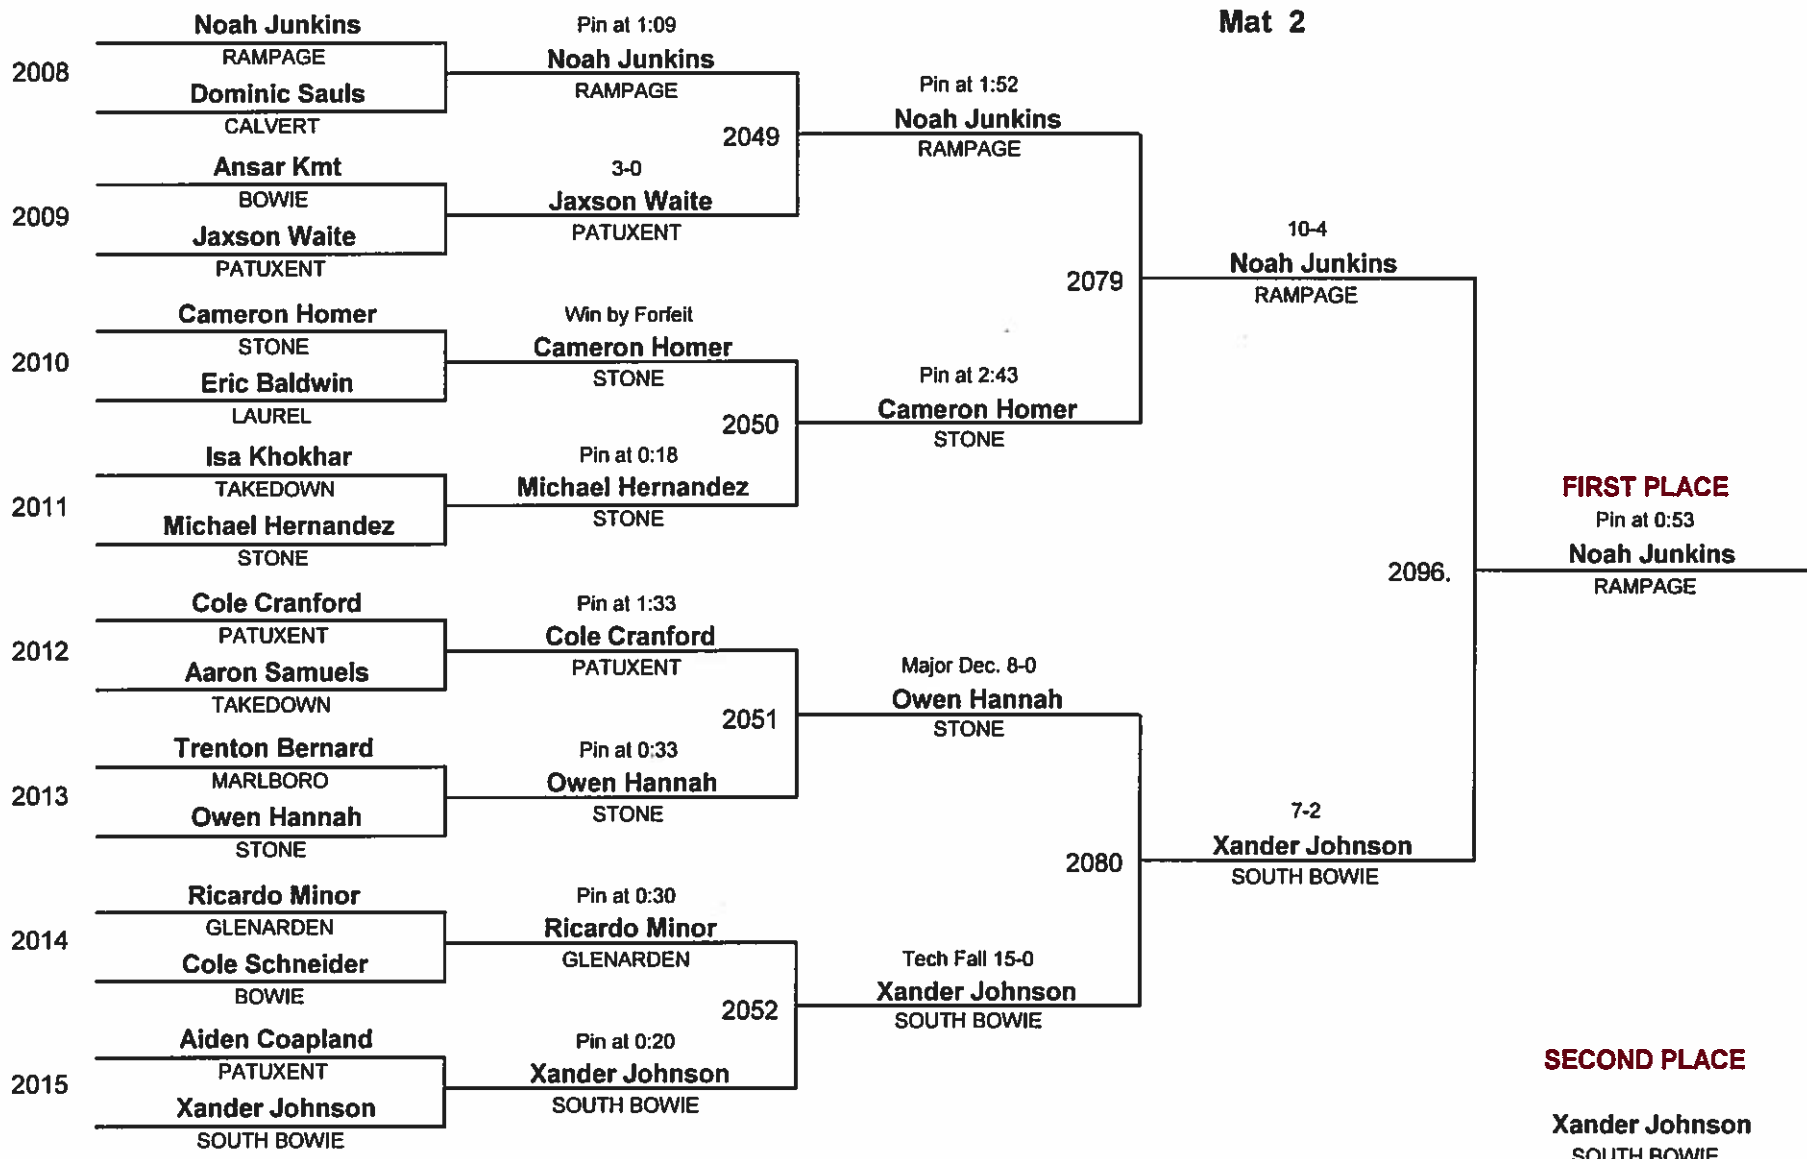 Mat 2
Noah Junkins
RAMPAGE
2008
Dominic Sauls
CALVERT
Ansar Kmt
BOWIE
2009
Jaxson Waite
PATUXENT
Cameron Homer
STONE
2010
Eric Baldwin
LAUREL
Isa Khokhar
TAKEDOWN
2011
Michael Hernandez
STONE
Cole Cranford
PATUXENT
2012
Aaron Samuels
TAKEDOWN
Trenton Bernard
MARLBORO
2013
Owen Hannah
STONE
Ricardo Minor
GLENARDEN
2014
Cole Schneider
BOWIE
Aiden Coapland
PATUXENT
2015
Xander Johnson
SOUTH BOWIE
Pin at 1:09
Noah Junkins
RAMPAGE
2049
3-0
Jaxson Waite
PATUXENT
Win by Forfeit
Cameron Homer
STONE
2050
Pin at 0:18
Michael Hernandez
STONE
Pin at 1:33
Cole Cranford
PATUXENT
2051
Pin at 0:33
Owen Hannah
STONE
Pin at 0:30
Ricardo Minor
GLENARDEN
2052
Pin at 0:20
Xander Johnson
SOUTH BOWIE
Pin at 1:52
Noah Junkins
RAMPAGE
2079
Pin at 2:43
Cameron Homer
STONE
Major Dec. 8-0
Owen Hannah
STONE
2080
Tech Fall 15-0
Xander Johnson
SOUTH BOWIE
10-4
Noah Junkins
RAMPAGE
2096.
7-2
Xander Johnson
SOUTH BOWIE
FIRST PLACE
Pin at 0:53
Noah Junkins
RAMPAGE
SECOND PLACE
Xander Johnson
SOUTH BOWIE